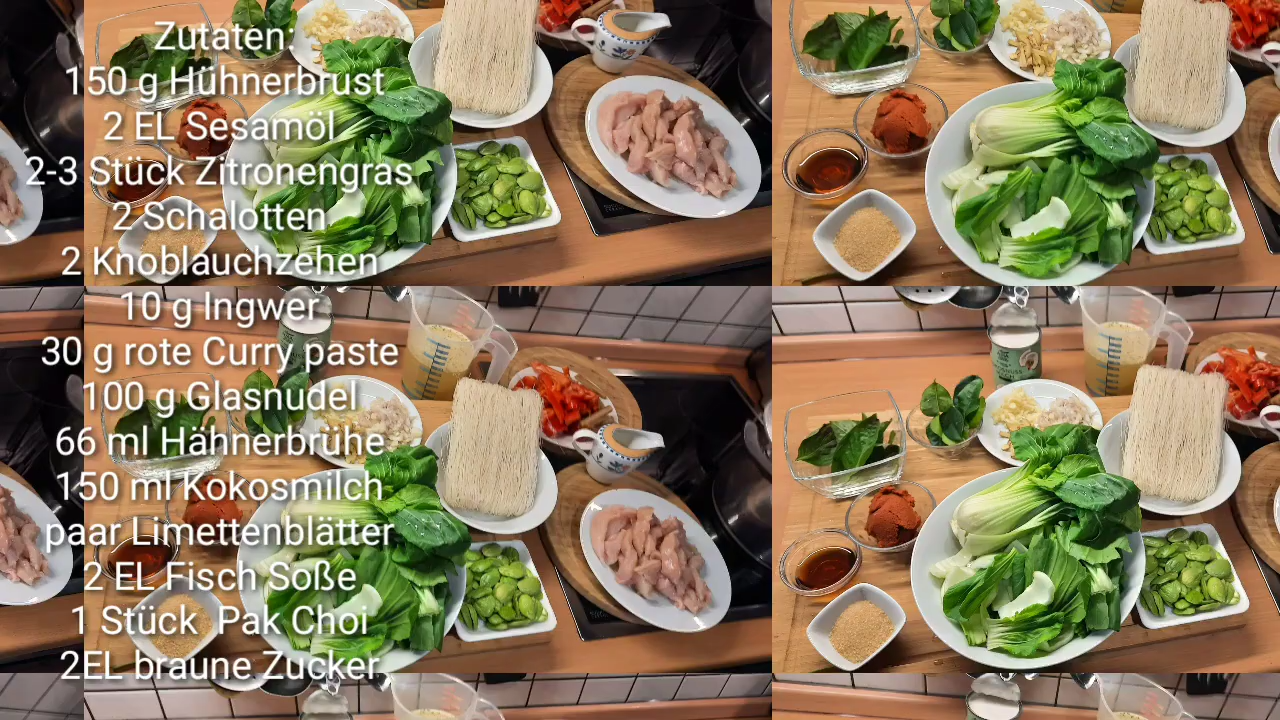 Zutaten:
150 g Hühnerbrust
2 EL Sesamöl
2-3 Stück Zitronengras
2 Schalotten
2 Knoblauchzehen
10 g Ingwer
30 g rote Curry paste
100 g Glasnudel
66 ml Hähnerbrühe
150 ml Kokosmilch
paar Limettenblätter
2 EL Fisch Soße
1 Stück Pak Choi
2EL braune Zucker